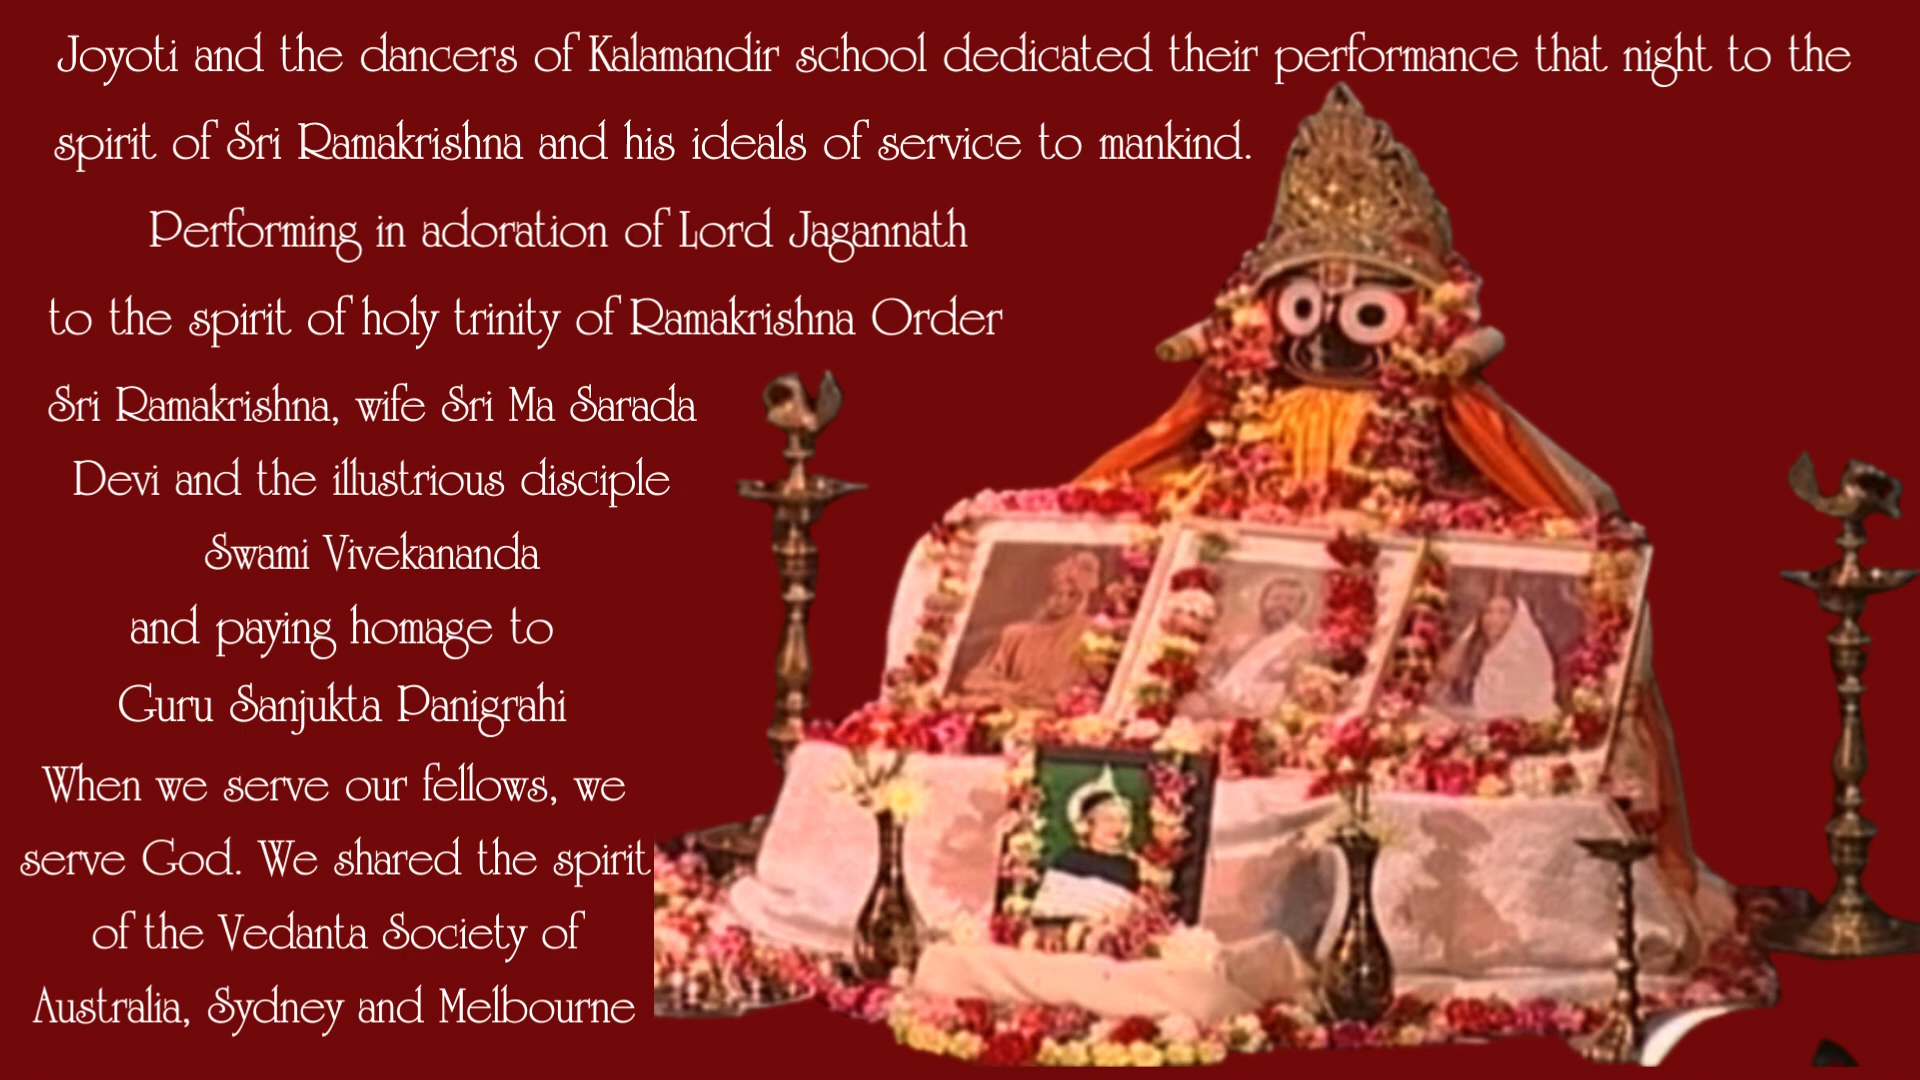 Joyoti and the dancers of Kalamandir school dedicated their performance that night to the
spirit of Sri Ramakrishna and his ideals of service to mankind.
Performing in adoration of Lord Jagannath
to the spirit of holy trinity of Ramakrishna Order
Sri Ramakrishna, wife Sri Ma Sarada
Devi and the illustrious disciple
Swami Vivekananda
and paying homage to
Guru Sanjukta Panigrahi
When we serve our fellows, we
serve God. We shared the spirit
of the Vedanta Society of
Australia, Sydney and Melbourne